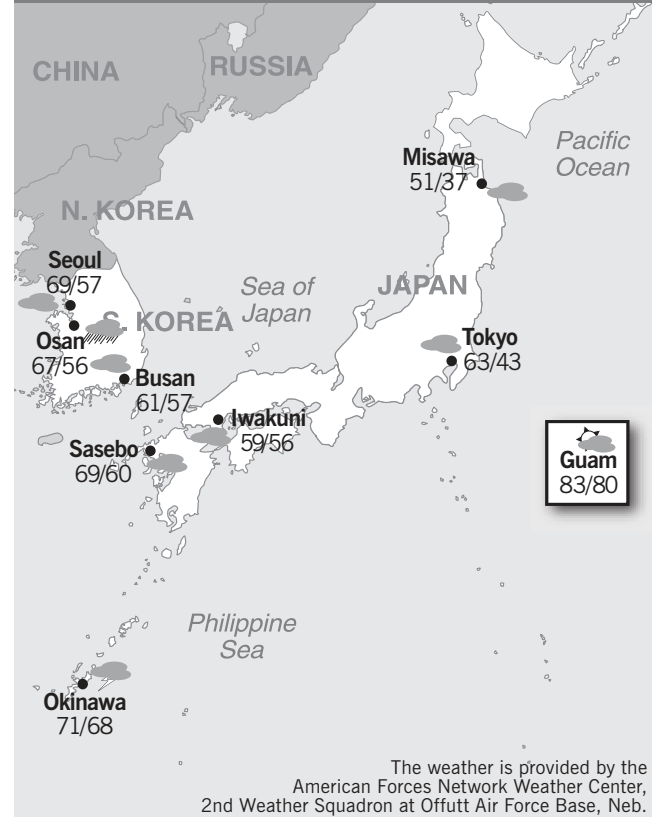 CHINA
RUSSIA
Pacific
Ocean
Misawa
51/37
N. KOREA
Seoul
69/57
Sea of
Japan
JAPAN
S. KOREA
Osan
67/56
Tokyo
63/43
Busan
61/57
Iwakuni
59/56
Sasebo
69/60
Guam
83/80
Philippine
Sea
Okinawa
71/68
The weather is provided by the
American Forces Network Weather Center,
2nd Weather Squadron at Offutt Air Force Base, Neb.